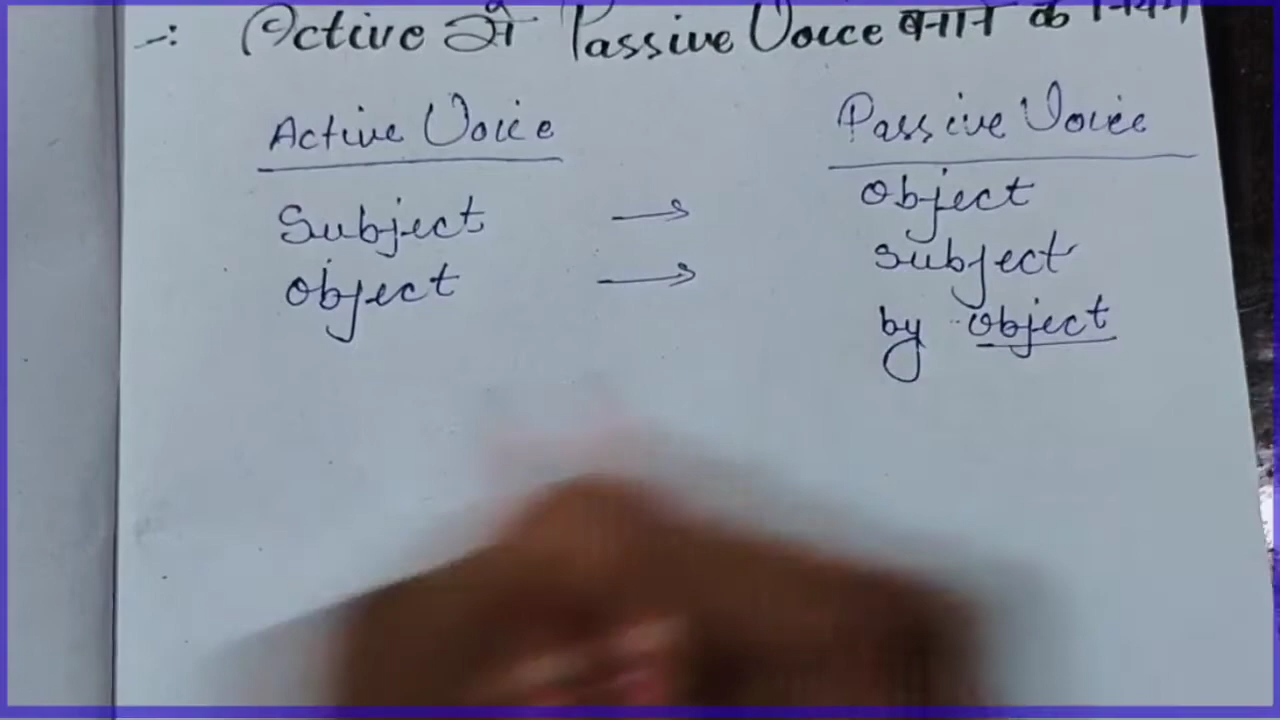 -: Active से Passive Voice बनाने के नियम
Active Voice Passive Voice
Subject → object
object → subject
by object